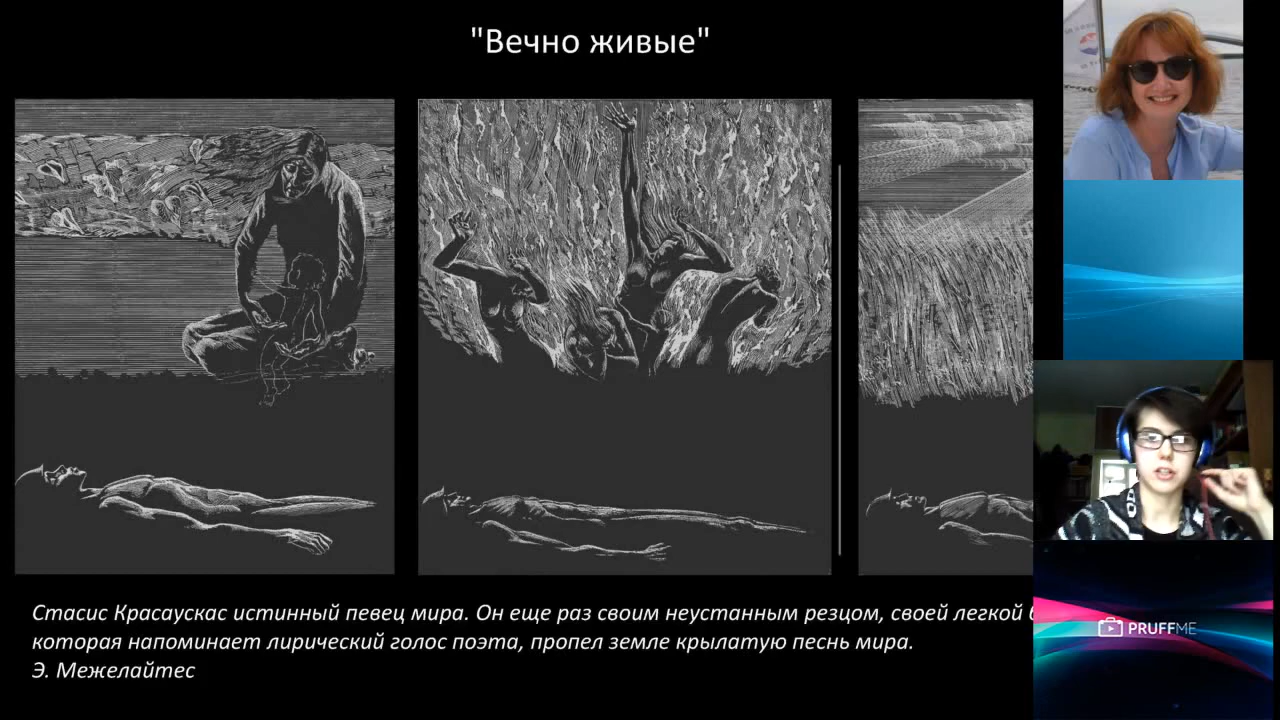 "Вечно живые"
Стасис Красаускас истинный певец мира. Он еще раз своим неустанным резцом, своей легкой
которая напоминает лирический голос поэта, пропел земле крылатую песнь мира.
Э. Межелайтес
PRUFFME